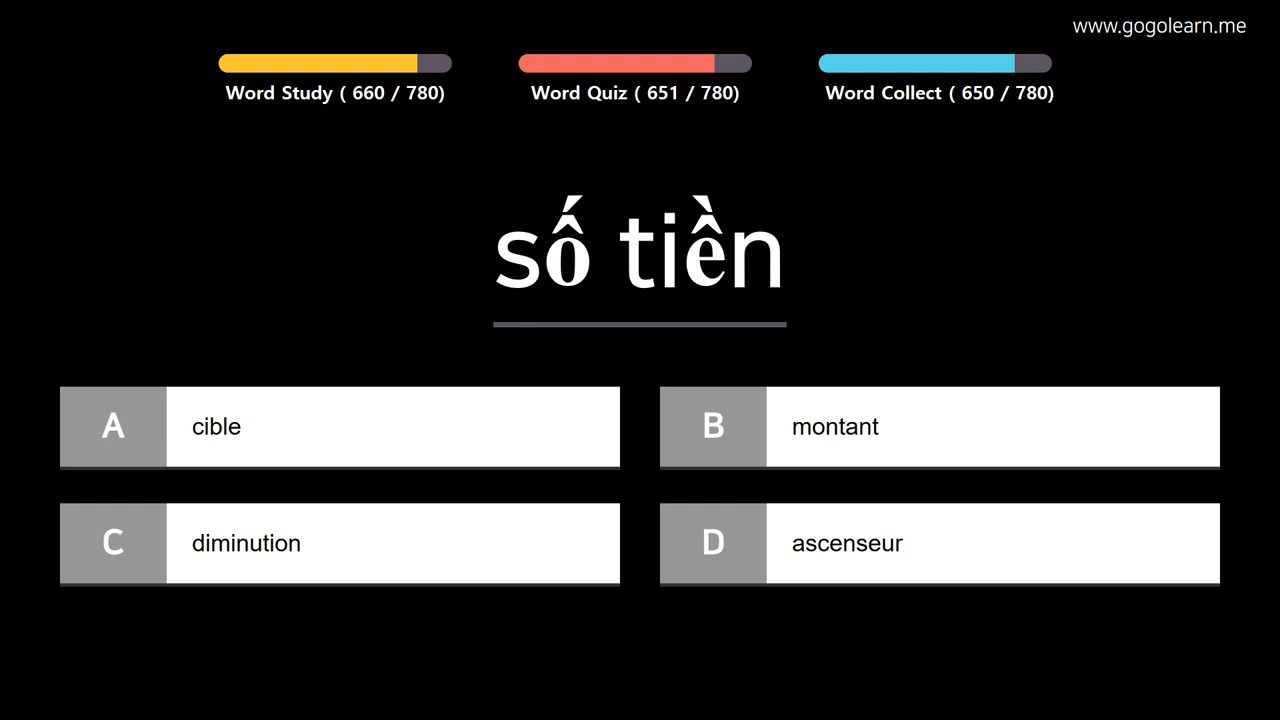 www.gogolearn.me
Word Study ( 660 / 780)
Word Quiz ( 651 / 780)
Word Collect ( 650 / 780)
số tiền
A
cible
B
montant
C
diminution
D
ascenseur